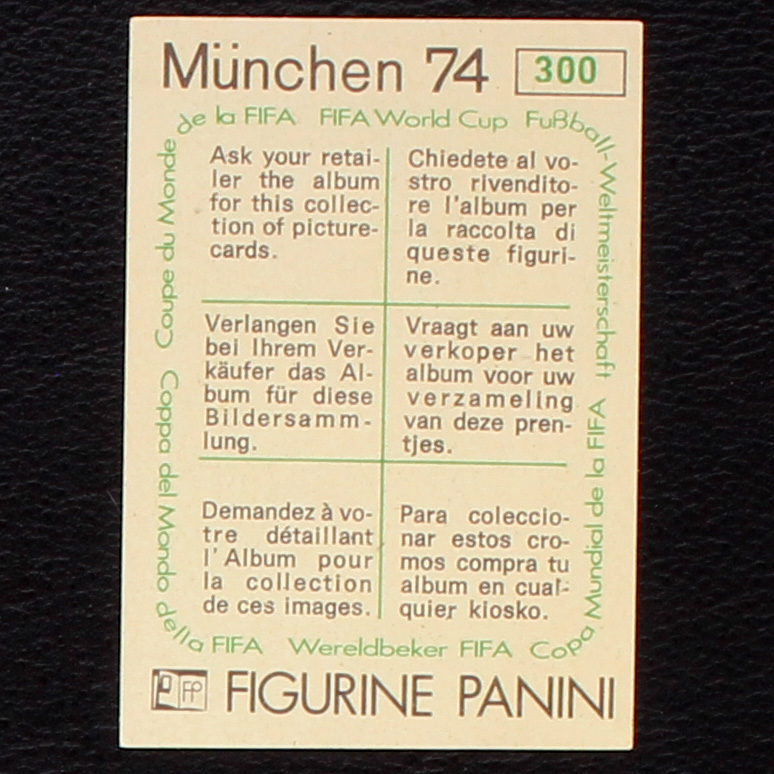 München 74 300
de la FIFA FIFA World Cup Fußball-Weltmeisterschaft
Ask your retai-
ler the album
for this collec-
tion of picture-
cards.
Chiedete al vo-
stro rivendito-
re l'album per
la raccolta di
queste figuri-
ne.
Verlangen Sie
bei Ihrem Ver-
käufer das Al-
bum für diese
Bildersamm-
lung.
Vraagt aan uw
verkoper het
album voor uw
verzameling
van deze pren-
tjes.
Demandez à vo-
tre détaillant
l'Album pour
la collection
de ces images.
Para coleccio-
nar estos cro-
mos compra tu
album en cual-
quier kiosko.
Coupe du Monde
Coppa del Mondo della FIFA
Wereldbeker FIFA
Copa Mundial de la FIFA
FP FIGURINE PANINI